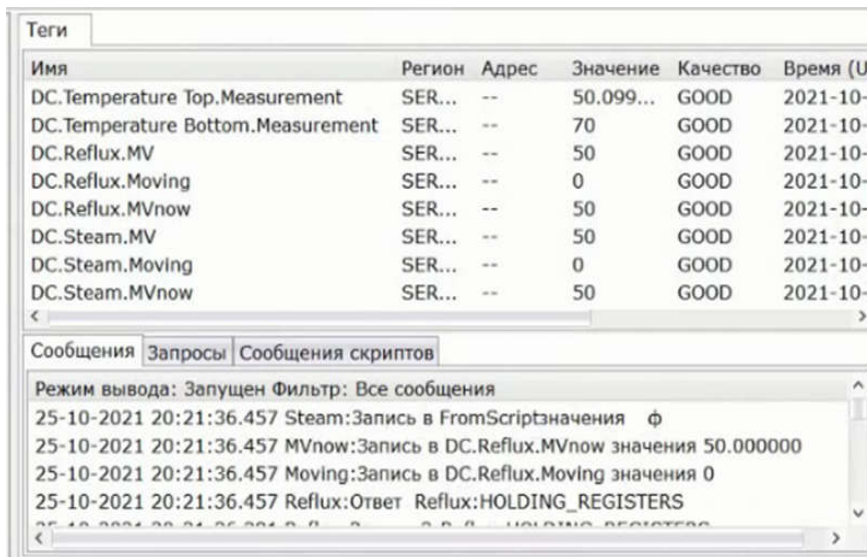 Теги
Имя Регион Адрес Значение Качество Время (U
DC.Temperature Top.Measurement SER... -- 50.099... GOOD 2021-10-
DC.Temperature Bottom.Measurement SER... -- 70 GOOD 2021-10-
DC.Reflux.MV SER... -- 50 GOOD 2021-10-
DC.Reflux.Moving SER... -- 0 GOOD 2021-10-
DC.Reflux.MVnow SER... -- 50 GOOD 2021-10-
DC.Steam.MV SER... -- 50 GOOD 2021-10-
DC.Steam.Moving SER... -- 0 GOOD 2021-10-
DC.Steam.MVnow SER... -- 50 GOOD 2021-10-
Сообщения Запросы Сообщения скриптов
Режим вывода: Запущен Фильтр: Все сообщения
25-10-2021 20:21:36.457 Steam:Запись в FromScriptзначения ф
25-10-2021 20:21:36.457 MVnow:Запись в DC.Reflux.MVnow значения 50.000000
25-10-2021 20:21:36.457 Moving:Запись в DC.Reflux.Moving значения 0
25-10-2021 20:21:36.457 Reflux:Ответ Reflux:HOLDING_REGISTERS